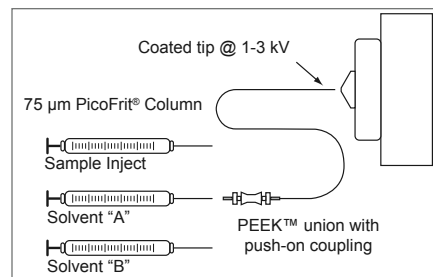 Coated tip @ 1-3 kV
75 µm PicoFrit® Column
Sample Inject
Solvent “A”
PEEK™ union with
push-on coupling
Solvent “B”